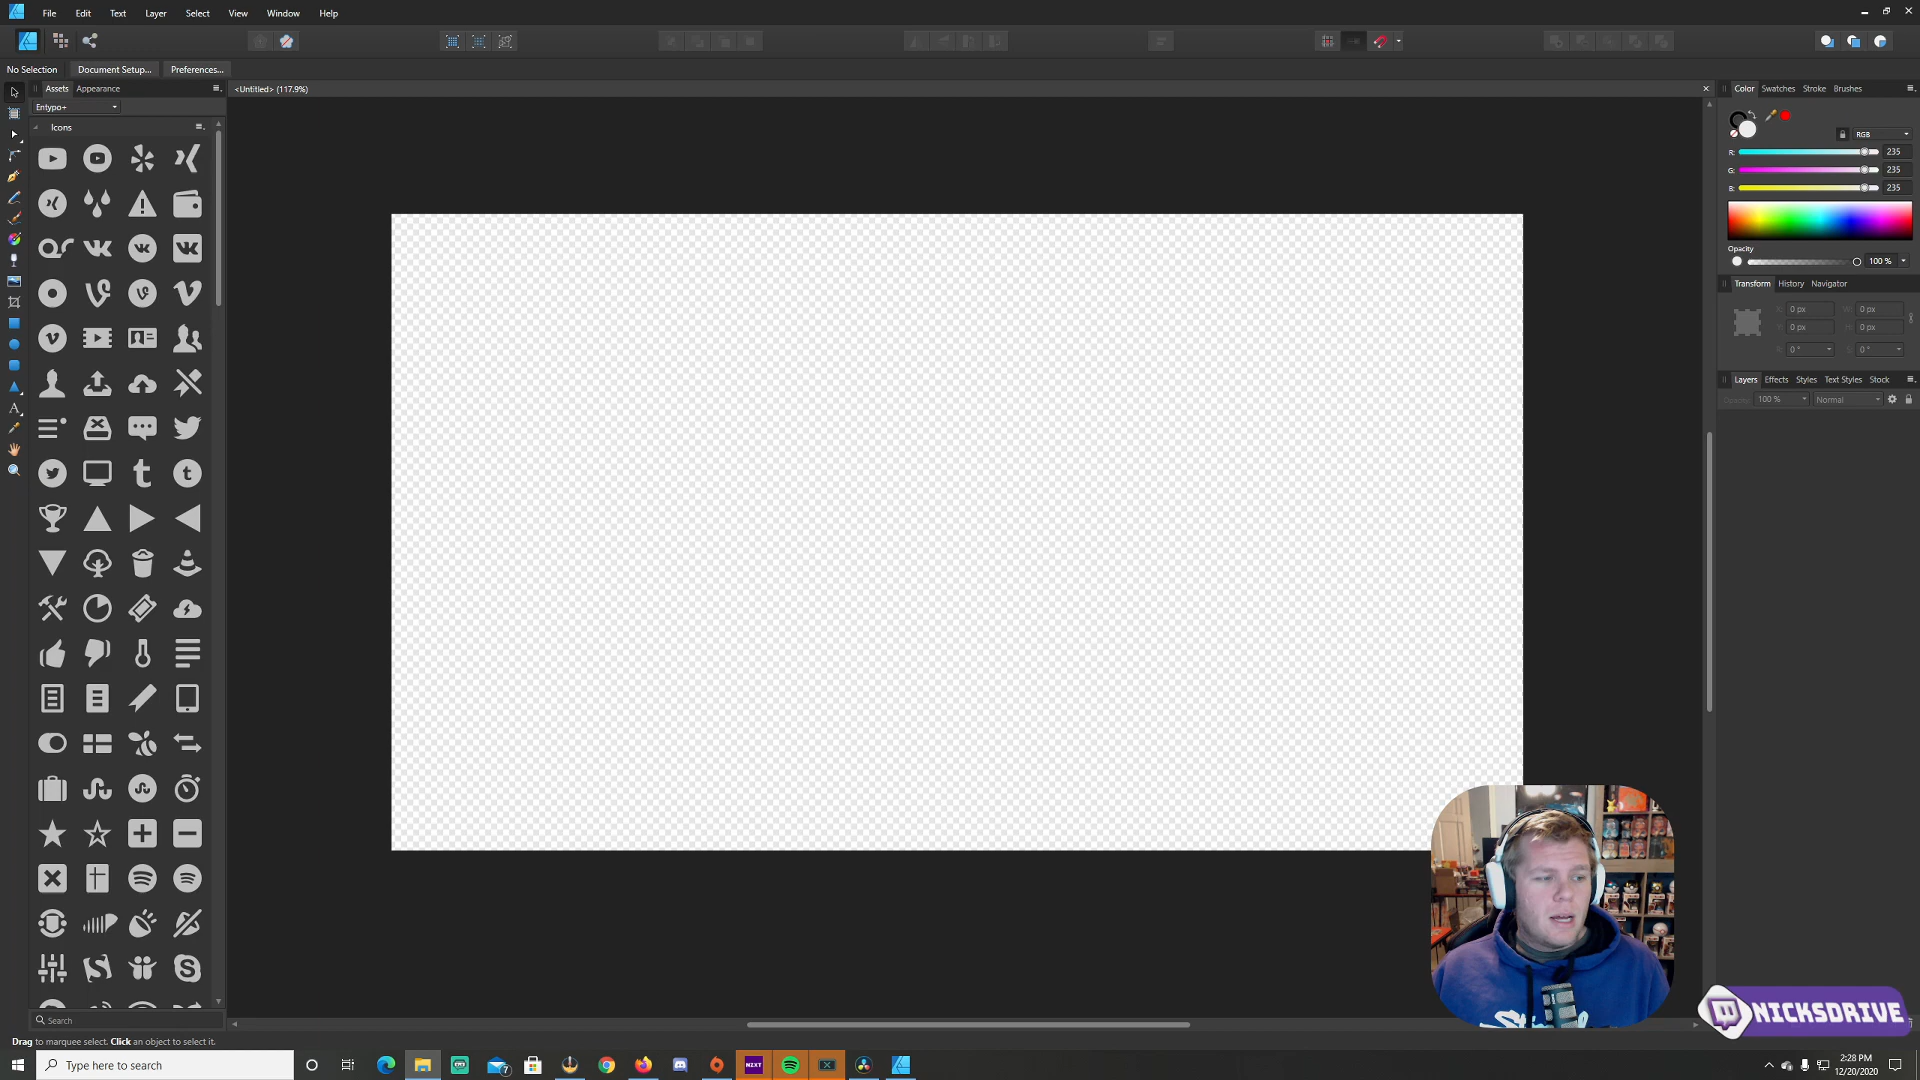 File Edit Text Layer Select View Window Help
No Selection Document Setup... Preferences...
Assets Appearance
<Untitled> (117.9%)
Color Swatches Stroke Brushes
Entypo+
Icons
RGB
R: 235
G: 235
B: 235
Opacity
100 %
Transform History Navigator
X: 0 px W: 0 px
Y: 0 px H: 0 px
R: 0 ° S: 0 °
Layers Effects Styles Text Styles Stock
Opacity: 100 % Normal
Search
NICKSDRIVE
Drag to marquee select. Click an object to select it.
Type here to search
7
NZXT
2:28 PM
12/20/2020